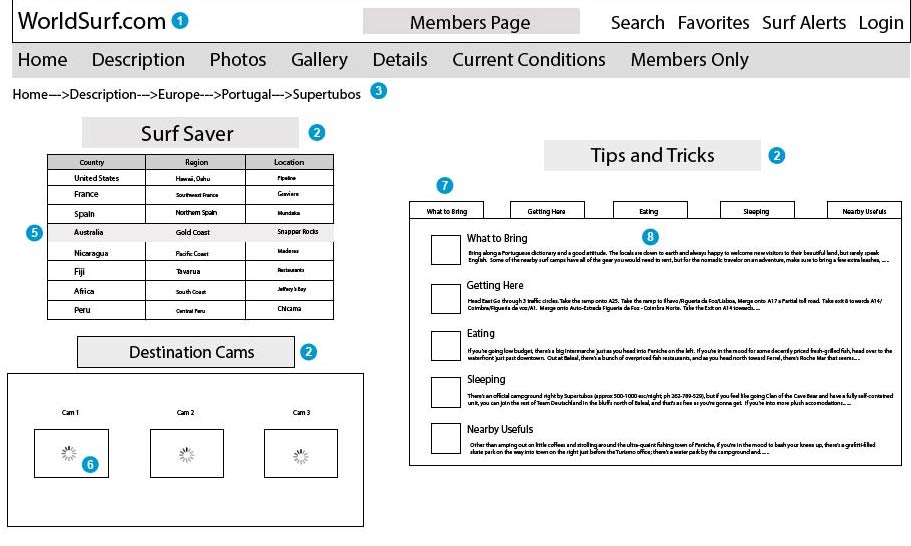 WorldSurf.com 1 Members Page Search Favorites Surf Alerts Login
Home Description Photos Gallery Details Current Conditions Members Only
Home--->Description--->Europe--->Portugal--->Supertubos 3
Surf Saver 2
Country Region Location
United States Hawaii, Oahu Pipeline
France Southwest France Graviere
Spain Northern Spain Mundaka
5 Australia Gold Coast Snapper Rocks
Nicaragua Pacific Coast Maderas
Fiji Tavarua Restaurants
Africa South Coast Jeffery's Bay
Peru Central Peru Chicama
Destination Cams 2
Cam 1 Cam 2 Cam 3
6
Tips and Tricks 2
7
What to Bring Getting Here Eating Sleeping Nearby Usefuls
8
What to Bring
Bring along a Portuguese dictionary and a good attitude. The locals are down to earth and always happy to welcome new visitors to their beautiful land, but rarely speak
English. Some of the nearby surf camps have all of the gear you would need to rent, but for the nomadic travelor on an adventure, make sure to bring a few extra leashes, .....
Getting Here
Head East Go through 3 traffic circles. Take the ramp onto A25. Take the ramp to Ilhavo/Figueria da Foz/Lisboa, Merge onto A17 a Partial toll road. Take exit 8 towards A14/
Coimbra/Figueria da voz/A1. Merge onto Auto-Estrada Figueria da Foz - Coimbra Norte. Take the Exit on A14 towards.....
Eating
If you're going low budget, there's a big Intermarche just as you head into Peniche on the left. If you're in the mood for some decently priced fresh-grilled fish, head over to the
waterfront just past downtown. Out at Baleal, there's a bunch of overpriced fish restaurants, and as you head north toward Ferrel, there's Roche Mar that seems.....
Sleeping
There's an official campground right by Supertubos (approx 500-1000 esc/night; ph 262-789-529), but if you feel like going Clan of the Cave Bear and have a fully self-contained
unit, you can join the rest of Team Deutschland in the bluffs north of Baleal, and that's as free as you're gonna get. If you're into more plush accomodations.....
Nearby Usefuls
Other than amping out on little coffees and strolling around the ultra-quaint fishing town of Peniche, if you're in the mood to bash your knees up, there's a grafitti-filled
skate park on the way into town on the right just before the Turismo office; there's a water park by the campground and.....